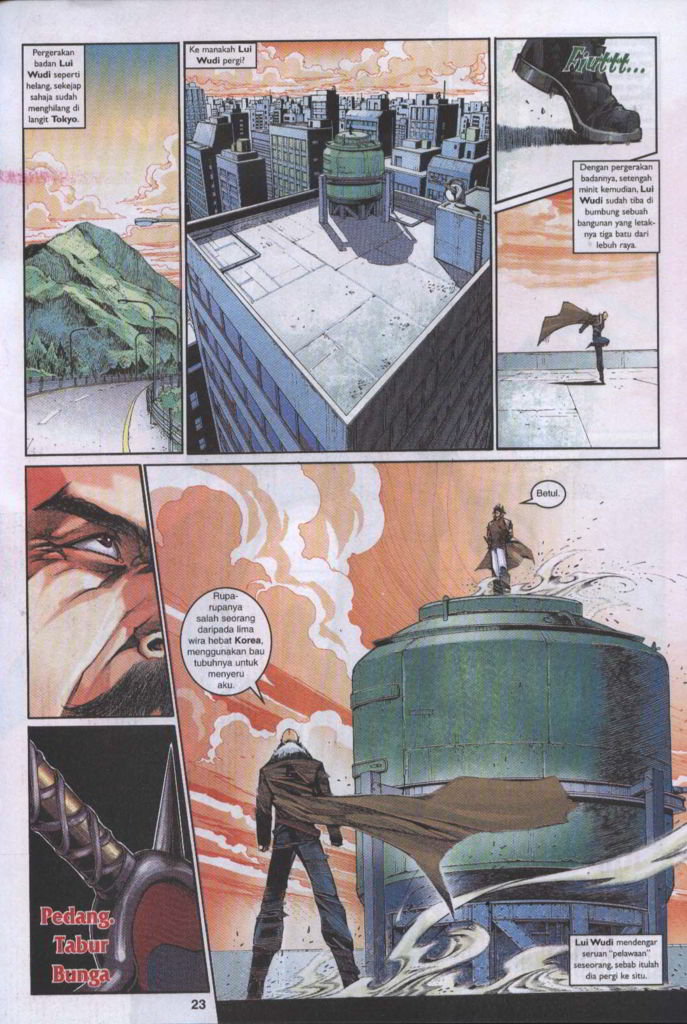 Pergerakan
badan Lui
Wudi seperti
helang, sekejap
sahaja sudah
menghilang di
langit Tokyo.
Ke manakah Lui
Wudi pergi?
Fruttt...
Dengan pergerakan
badannya, setengah
minit kemudian, Lui
Wudi sudah tiba di
bumbung sebuah
bangunan yang letak-
nya tiga batu dari
lebuh raya.
Betul.
Rupa-
rupanya
salah seorang
daripada lima
wira hebat Korea,
menggunakan bau
tubuhnya untuk
menyeru
aku.
Pedang.
Tabur
Bunga
Lui Wudi mendengar
seruan "pelawaan"
seseorang, sebab itulah
dia pergi ke situ.
23